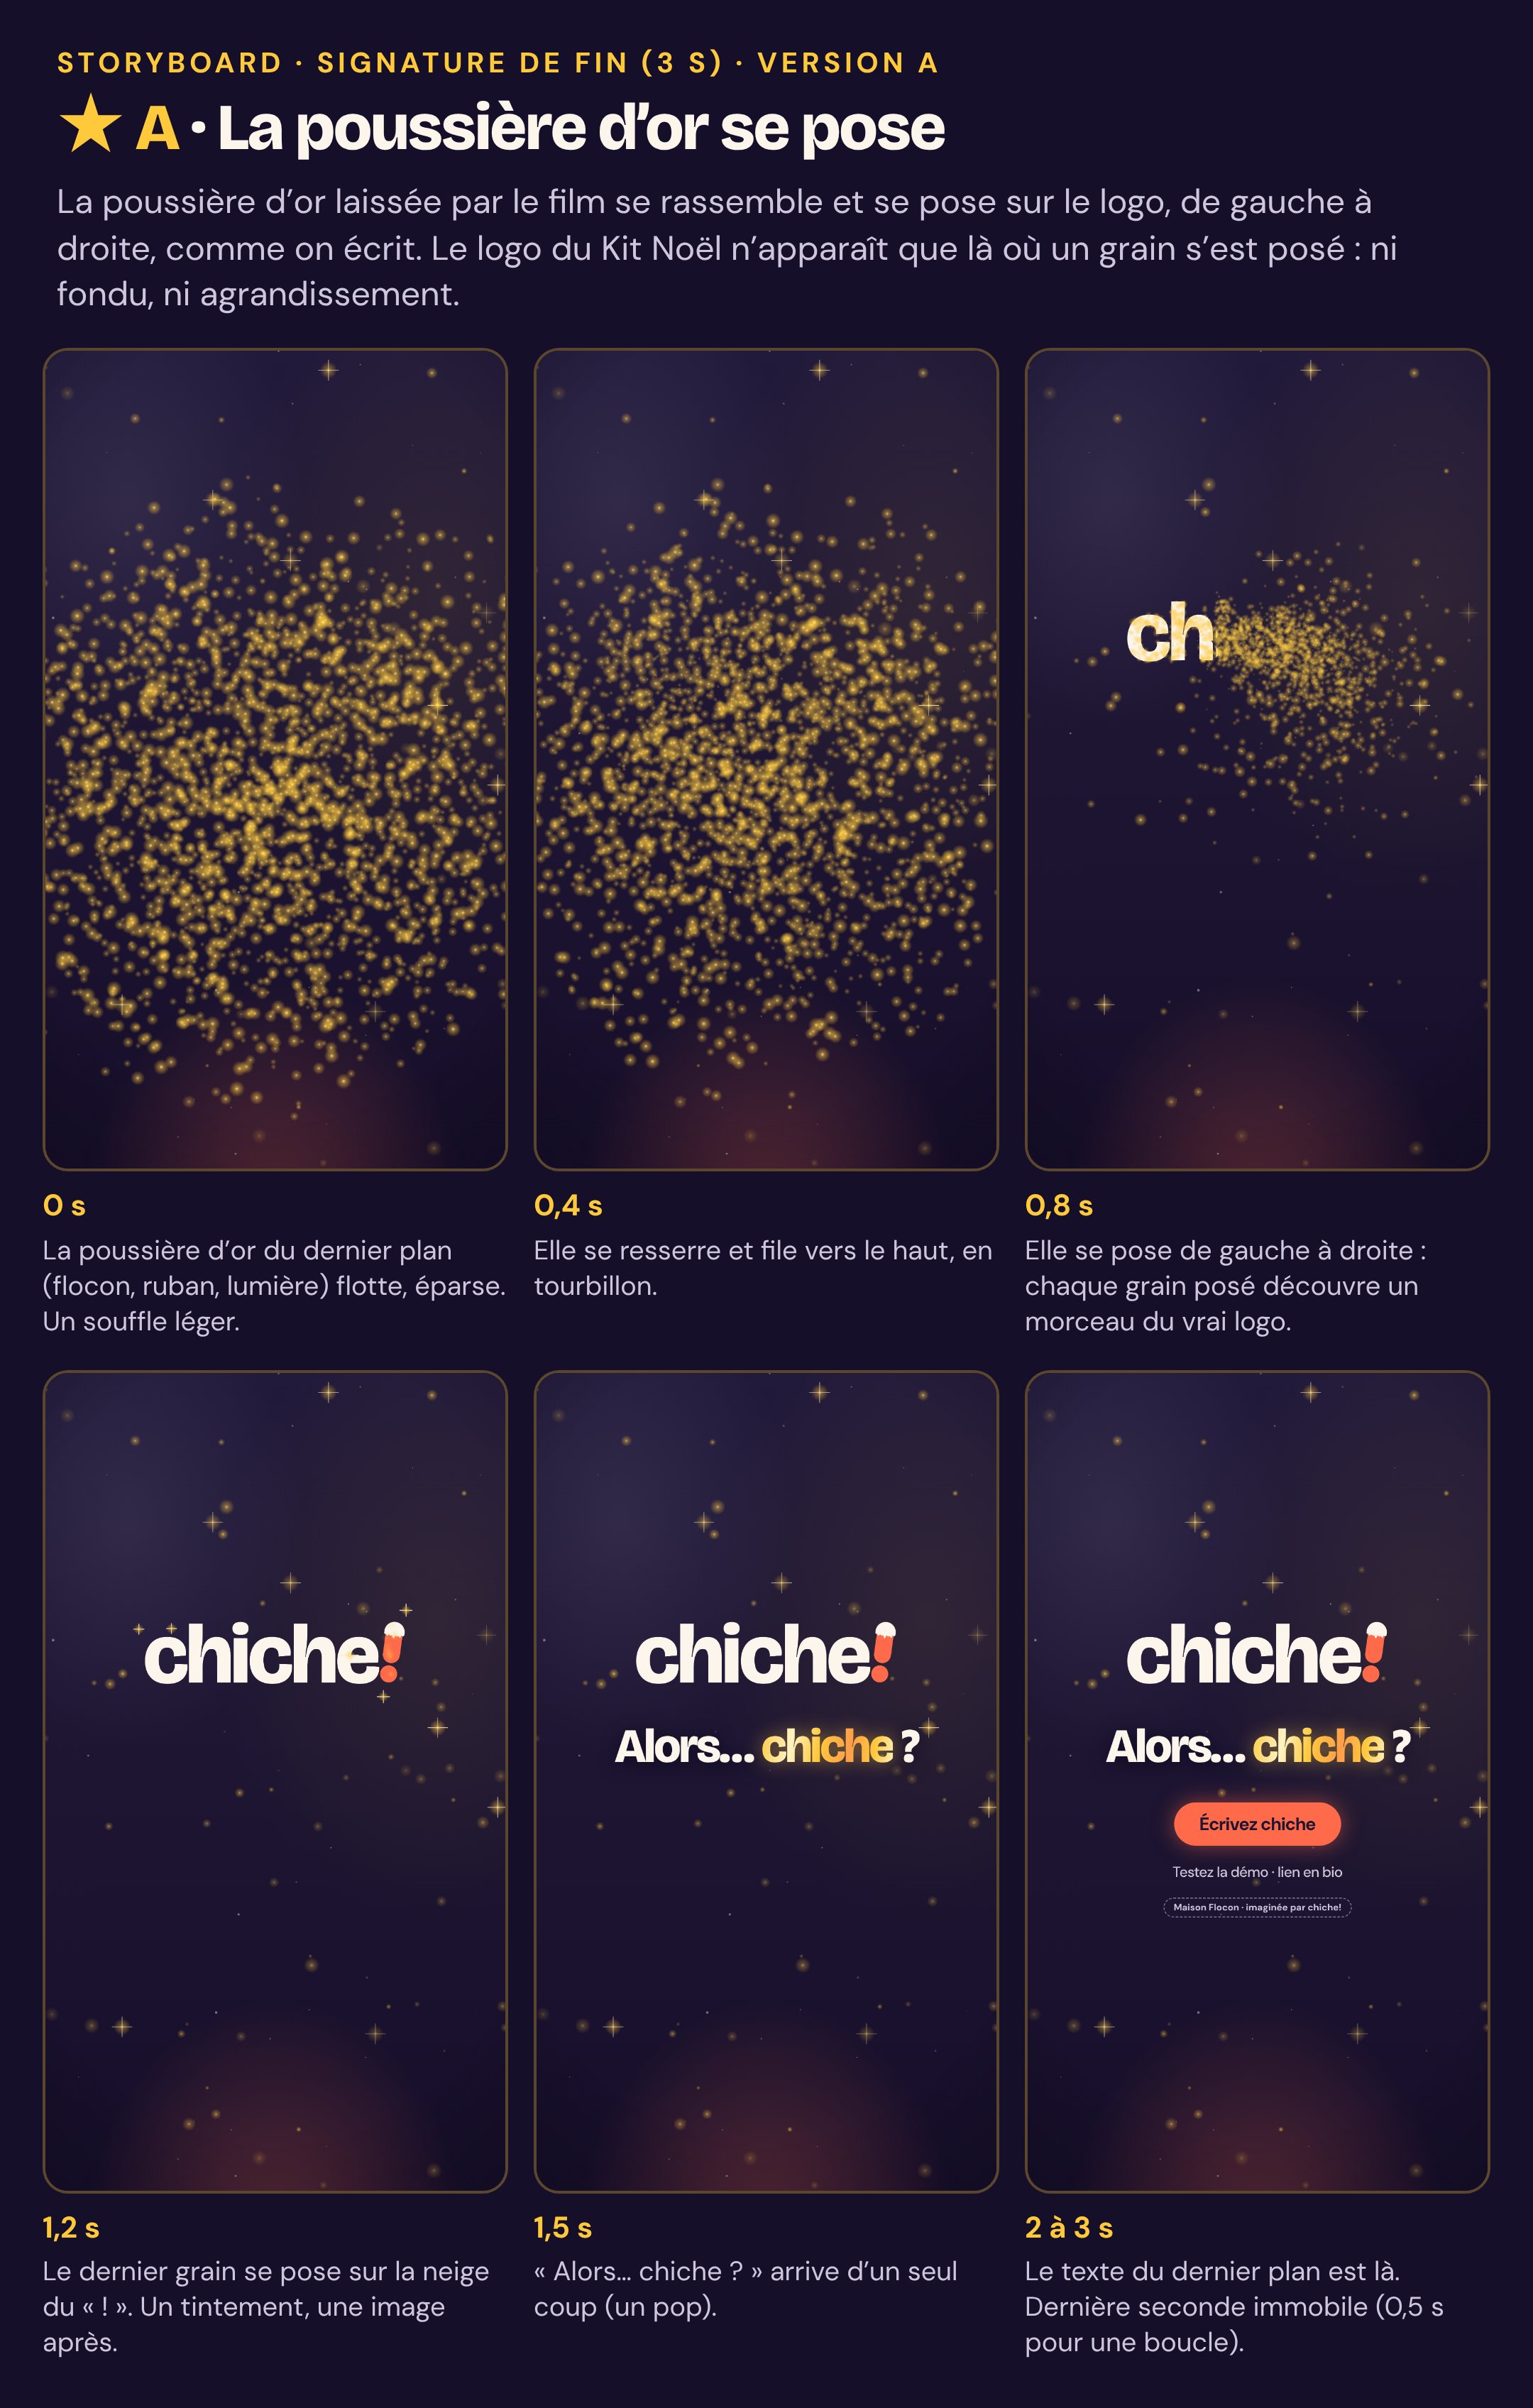 STORYBOARD · SIGNATURE DE FIN (3 S) · VERSION A
★ A · La poussière d’or se pose
La poussière d’or laissée par le film se rassemble et se pose sur le logo, de gauche à
droite, comme on écrit. Le logo du Kit Noël n’apparaît que là où un grain s’est posé : ni
fondu, ni agrandissement.
ch
0 s
La poussière d’or du dernier plan
(flocon, ruban, lumière) flotte, éparse.
Un souffle léger.
0,4 s
Elle se resserre et file vers le haut, en
tourbillon.
0,8 s
Elle se pose de gauche à droite :
chaque grain posé découvre un
morceau du vrai logo.
chiche!
1,2 s
Le dernier grain se pose sur la neige
du « ! ». Un tintement, une image
après.
chiche!
Alors... chiche ?
1,5 s
« Alors... chiche ? » arrive d’un seul
coup (un pop).
chiche!
Alors... chiche ?
Écrivez chiche
Testez la démo · lien en bio
Maison Flocon · imaginée par chiche!
2 à 3 s
Le texte du dernier plan est là.
Dernière seconde immobile (0,5 s
pour une boucle).